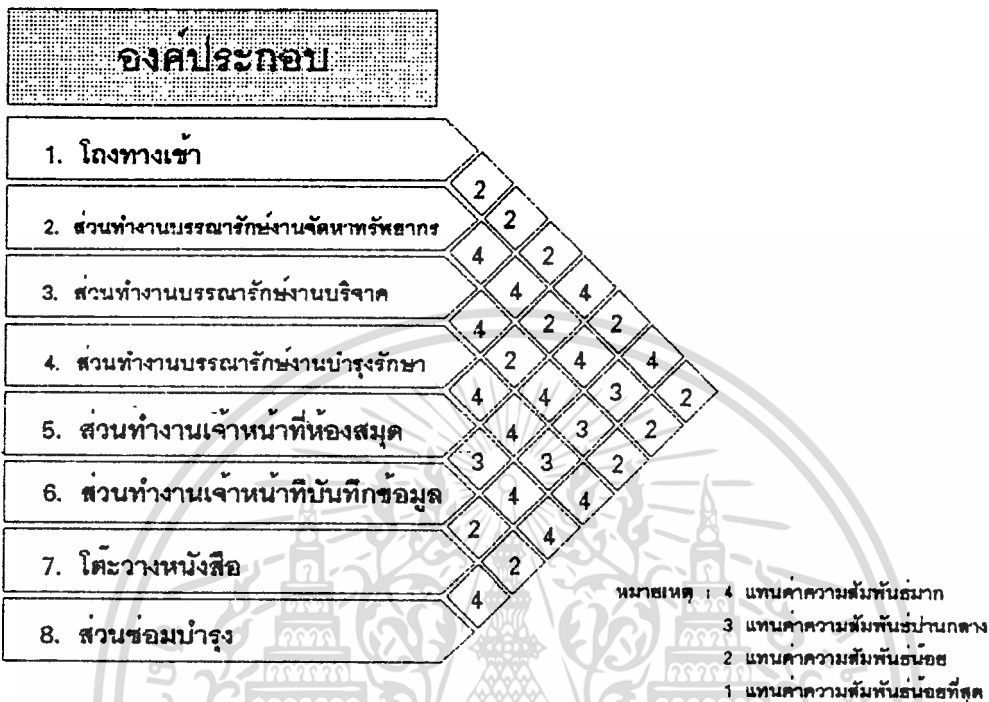 องค์ประกอบ
1. โถงทางเข้า
2
2
2. ส่วนทำงานบรรณารักษ์งานจัดหาทรัพยากร
4 2
4 4
3. ส่วนทำงานบรรณารักษ์งานบริจาค
4 2 2
2 4 4
4. ส่วนทำงานบรรณารักษ์งานบำรุงรักษา
4 4 3 2
5. ส่วนทำงานเจ้าหน้าที่ห้องสมุด
4 3 2
3 3 2
6. ส่วนทำงานเจ้าหน้าที่บันทึกข้อมูล
4 4
2 4
7. โต๊ะวางหนังสือ
2
4
8. ส่วนซ่อมบำรุง
หมายเหตุ : 4 แทนค่าความสัมพันธ์มาก
3 แทนค่าความสัมพันธ์ปานกลาง
2 แทนค่าความสัมพันธ์น้อย
1 แทนค่าความสัมพันธ์น้อยที่สุด